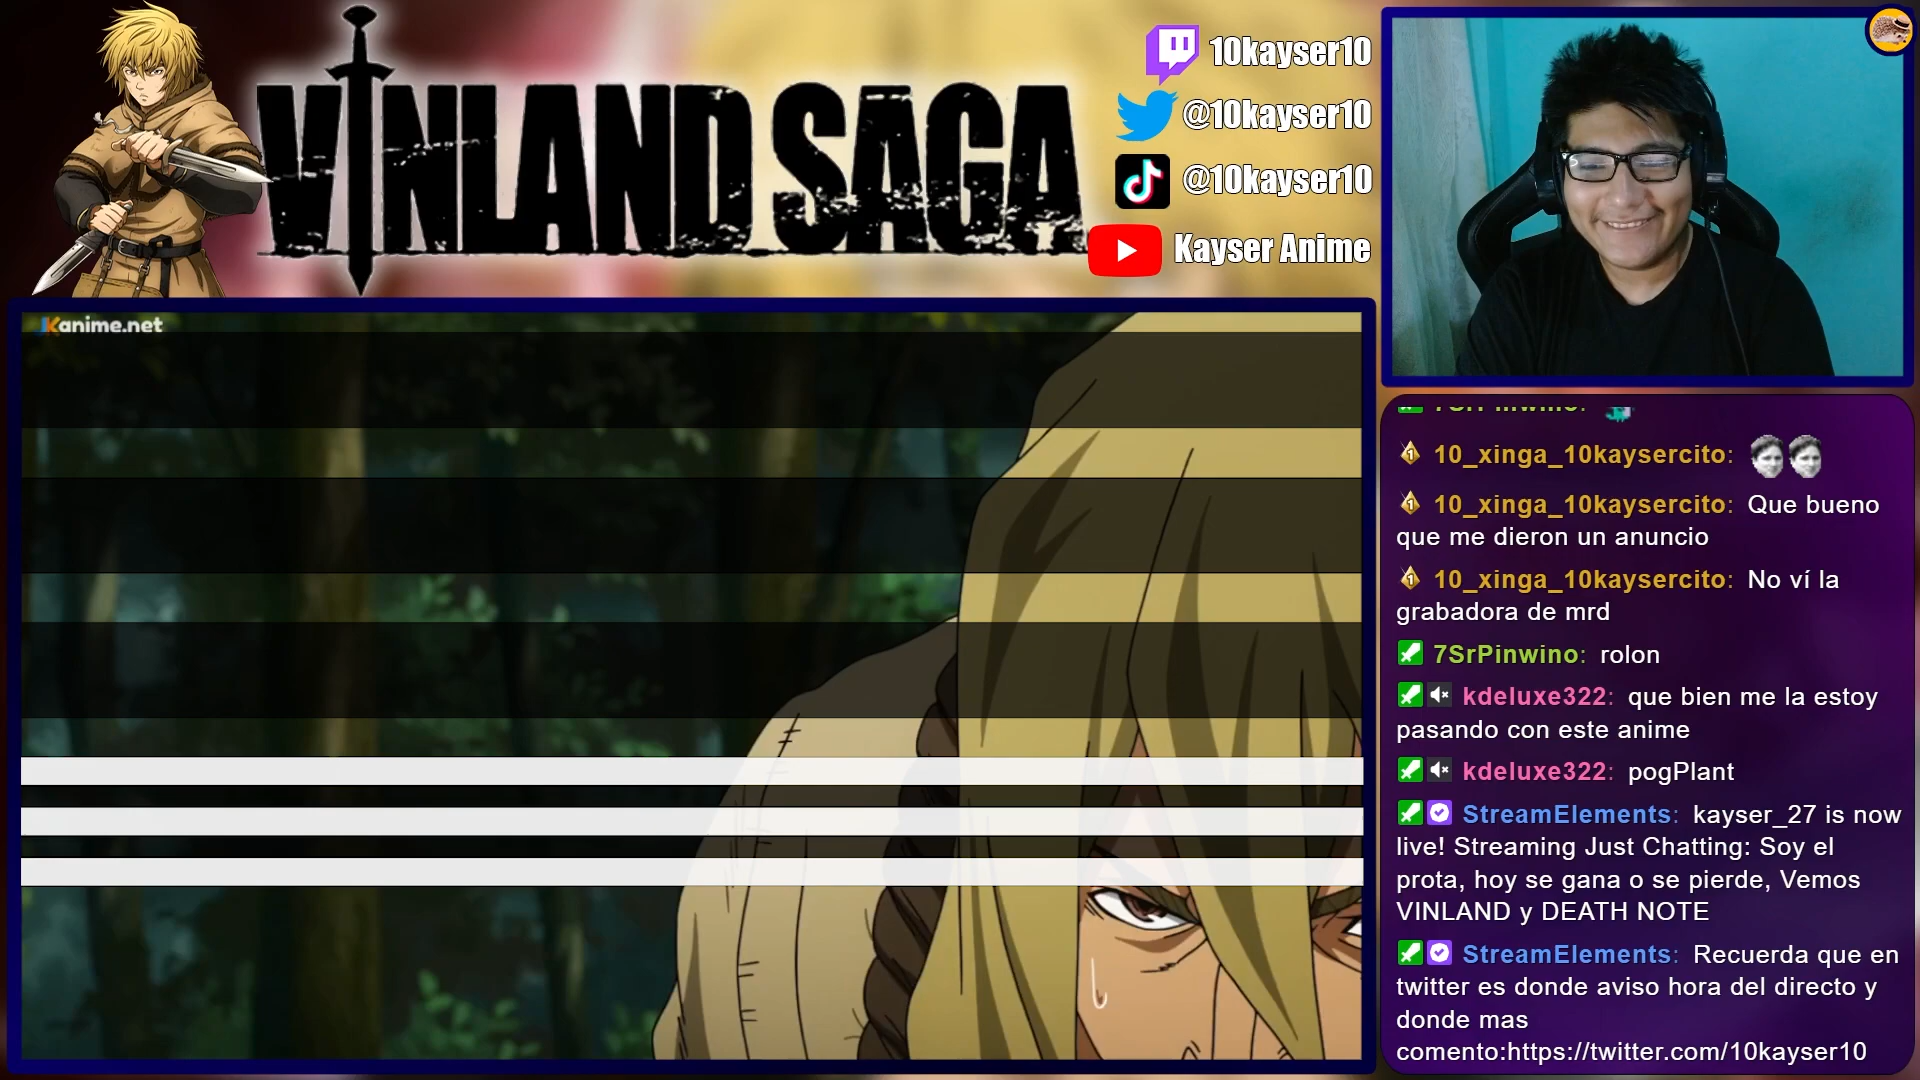 VINLAND SAGA
10kayser10
@10kayser10
@10kayser10
Kayser Anime
Kanime.net
10_xinga_10kaysercito:
10_xinga_10kaysercito: Que bueno
que me dieron un anuncio
10_xinga_10kaysercito: No ví la
grabadora de mrd
7SrPinwino: rolon
kdeluxe322: que bien me la estoy
pasando con este anime
kdeluxe322: pogPlant
StreamElements: kayser_27 is now
live! Streaming Just Chatting: Soy el
prota, hoy se gana o se pierde, Vemos
VINLAND y DEATH NOTE
StreamElements: Recuerda que en
twitter es donde aviso hora del directo y
donde mas
comento:https://twitter.com/10kayser10